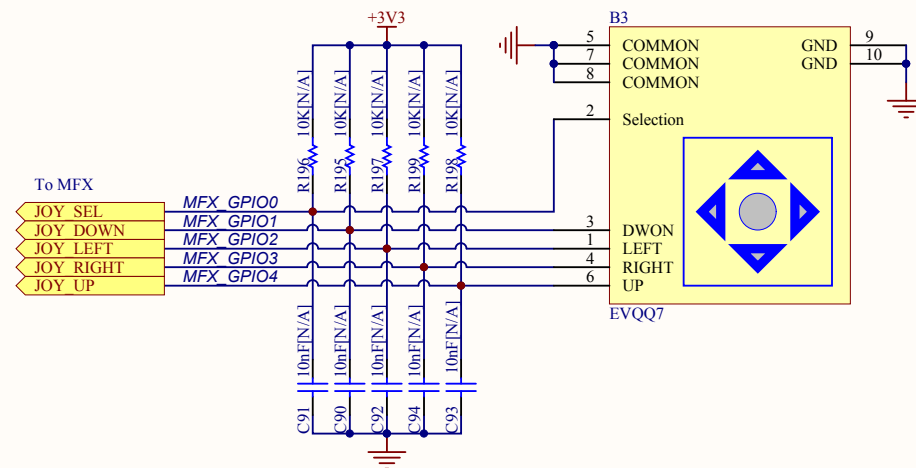 +3V3
B3
5 COMMON GND 9
7 COMMON GND 10
8 COMMON
2 Selection
10K[N/A] 10K[N/A] 10K[N/A] 10K[N/A] 10K[N/A]
R196 R195 R197 R199 R198
To MFX
JOY_SEL MFX_GPIO0
JOY_DOWN MFX_GPIO1 3 DWON
JOY_LEFT MFX_GPIO2 1 LEFT
JOY_RIGHT MFX_GPIO3 4 RIGHT
JOY_UP MFX_GPIO4 6 UP
EVQQ7
10nF[N/A] 10nF[N/A] 10nF[N/A] 10nF[N/A] 10nF[N/A]
C91 C90 C92 C94 C93